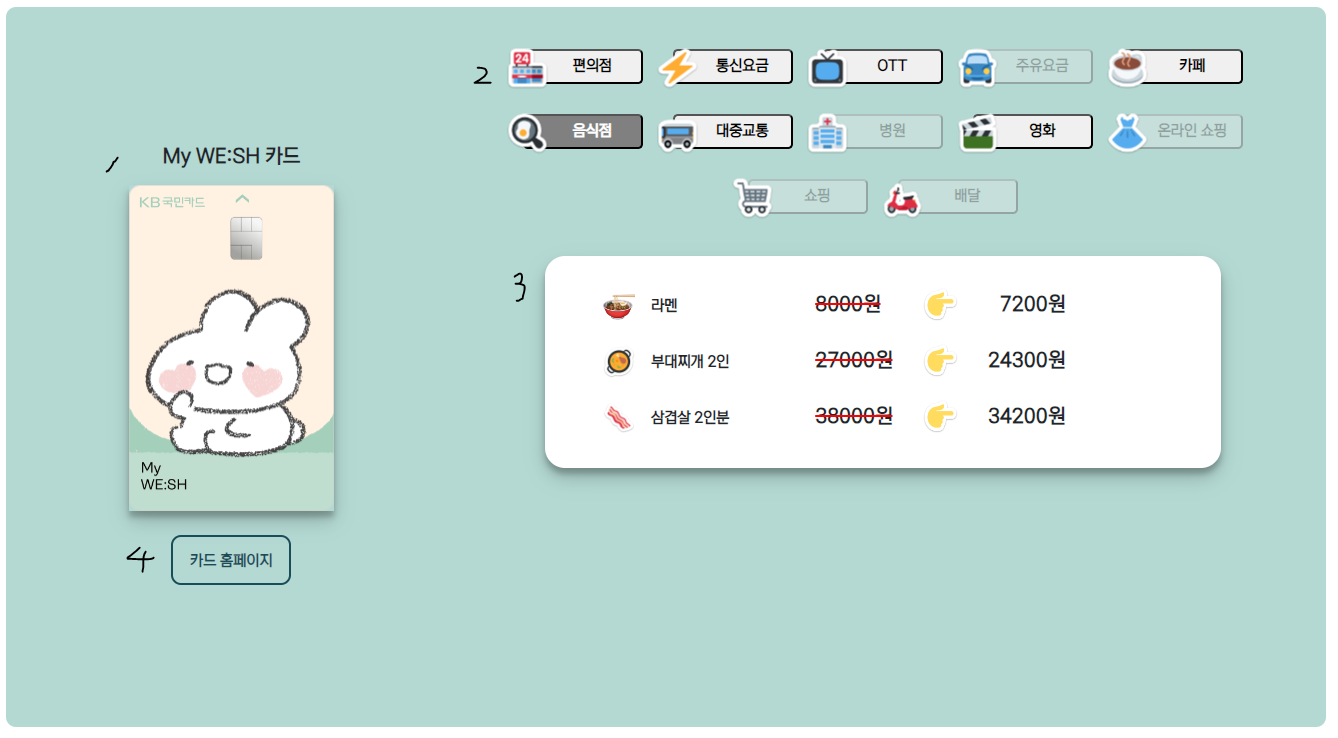 1
My WE:SH 카드
KB국민카드
My
WE:SH
4
카드 홈페이지
2
24
편의점
통신요금
OTT
주유요금
카페
음식점
대중교통
병원
영화
온라인 쇼핑
쇼핑
배달
3
라멘 8000원 7200원
부대찌개 2인 27000원 24300원
삼겹살 2인분 38000원 34200원